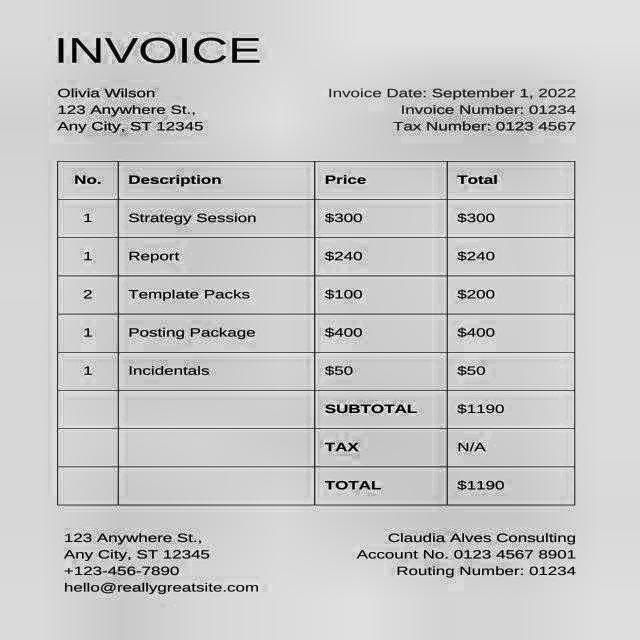 INVOICE
Olivia Wilson
123 Anywhere St.,
Any City, ST 12345
Invoice Date: September 1, 2022
Invoice Number: 01234
Tax Number: 0123 4567
No. Description Price Total
1 Strategy Session $300 $300
1 Report $240 $240
2 Template Packs $100 $200
1 Posting Package $400 $400
1 Incidentals $50 $50
SUBTOTAL $1190
TAX N/A
TOTAL $1190
123 Anywhere St.,
Any City, ST 12345
+123-456-7890
hello@reallygreatsite.com
Claudia Alves Consulting
Account No. 0123 4567 8901
Routing Number: 01234